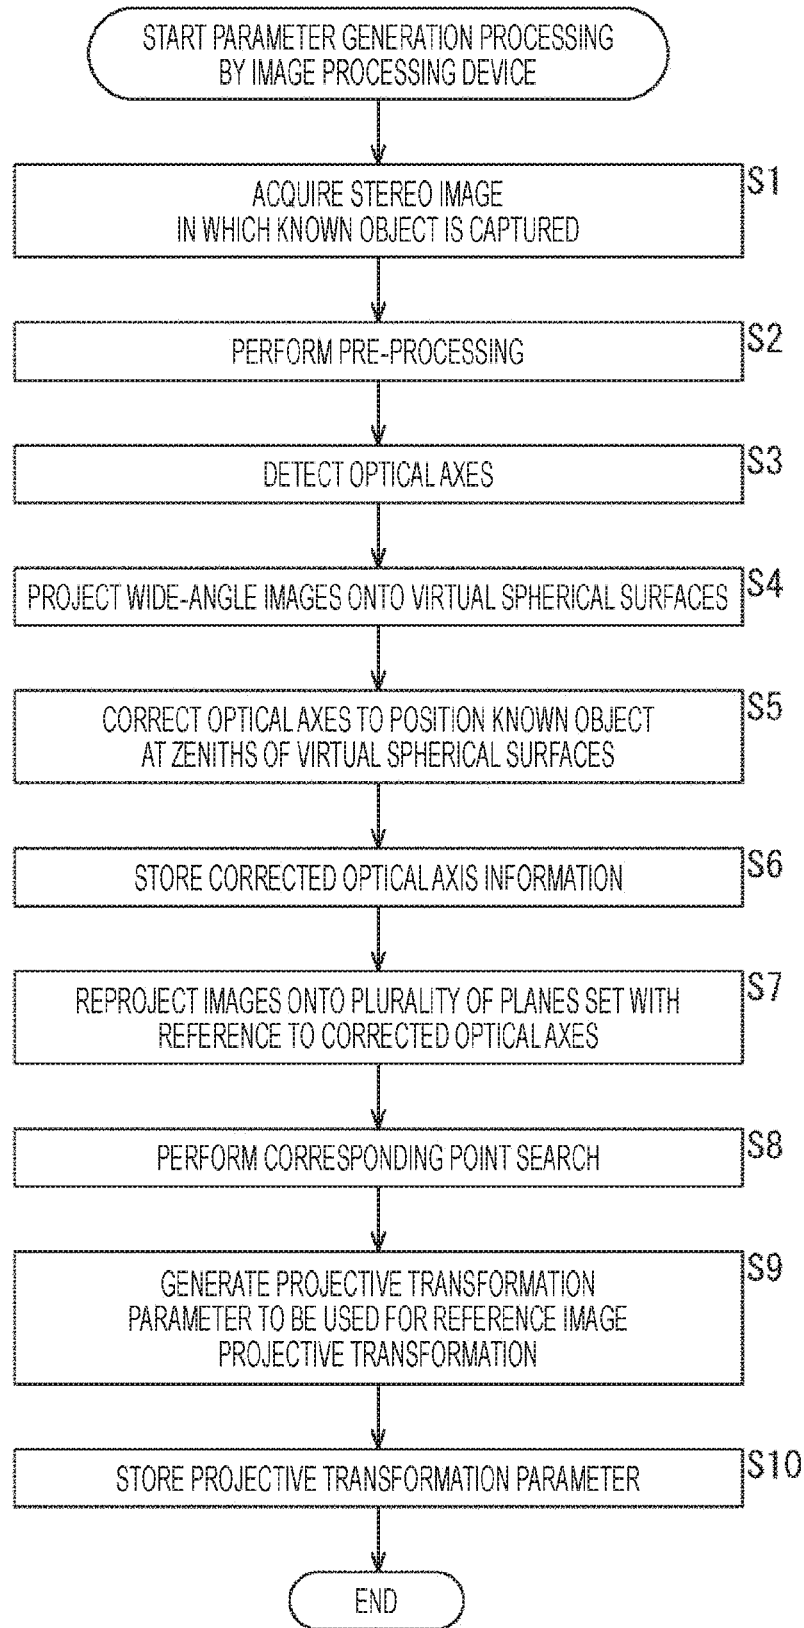 START PARAMETER GENERATION PROCESSING
BY IMAGE PROCESSING DEVICE
S1
ACQUIRE STEREO IMAGE
IN WHICH KNOWN OBJECT IS CAPTURED
S2
PERFORM PRE-PROCESSING
S3
DETECT OPTICAL AXES
S4
PROJECT WIDE-ANGLE IMAGES ONTO VIRTUAL SPHERICAL SURFACES
S5
CORRECT OPTICAL AXES TO POSITION KNOWN OBJECT
AT ZENITHS OF VIRTUAL SPHERICAL SURFACES
S6
STORE CORRECTED OPTICAL AXIS INFORMATION
S7
REPROJECT IMAGES ONTO PLURALITY OF PLANES SET WITH
REFERENCE TO CORRECTED OPTICAL AXES
S8
PERFORM CORRESPONDING POINT SEARCH
S9
GENERATE PROJECTIVE TRANSFORMATION
PARAMETER TO BE USED FOR REFERENCE IMAGE
PROJECTIVE TRANSFORMATION
S10
STORE PROJECTIVE TRANSFORMATION PARAMETER
END